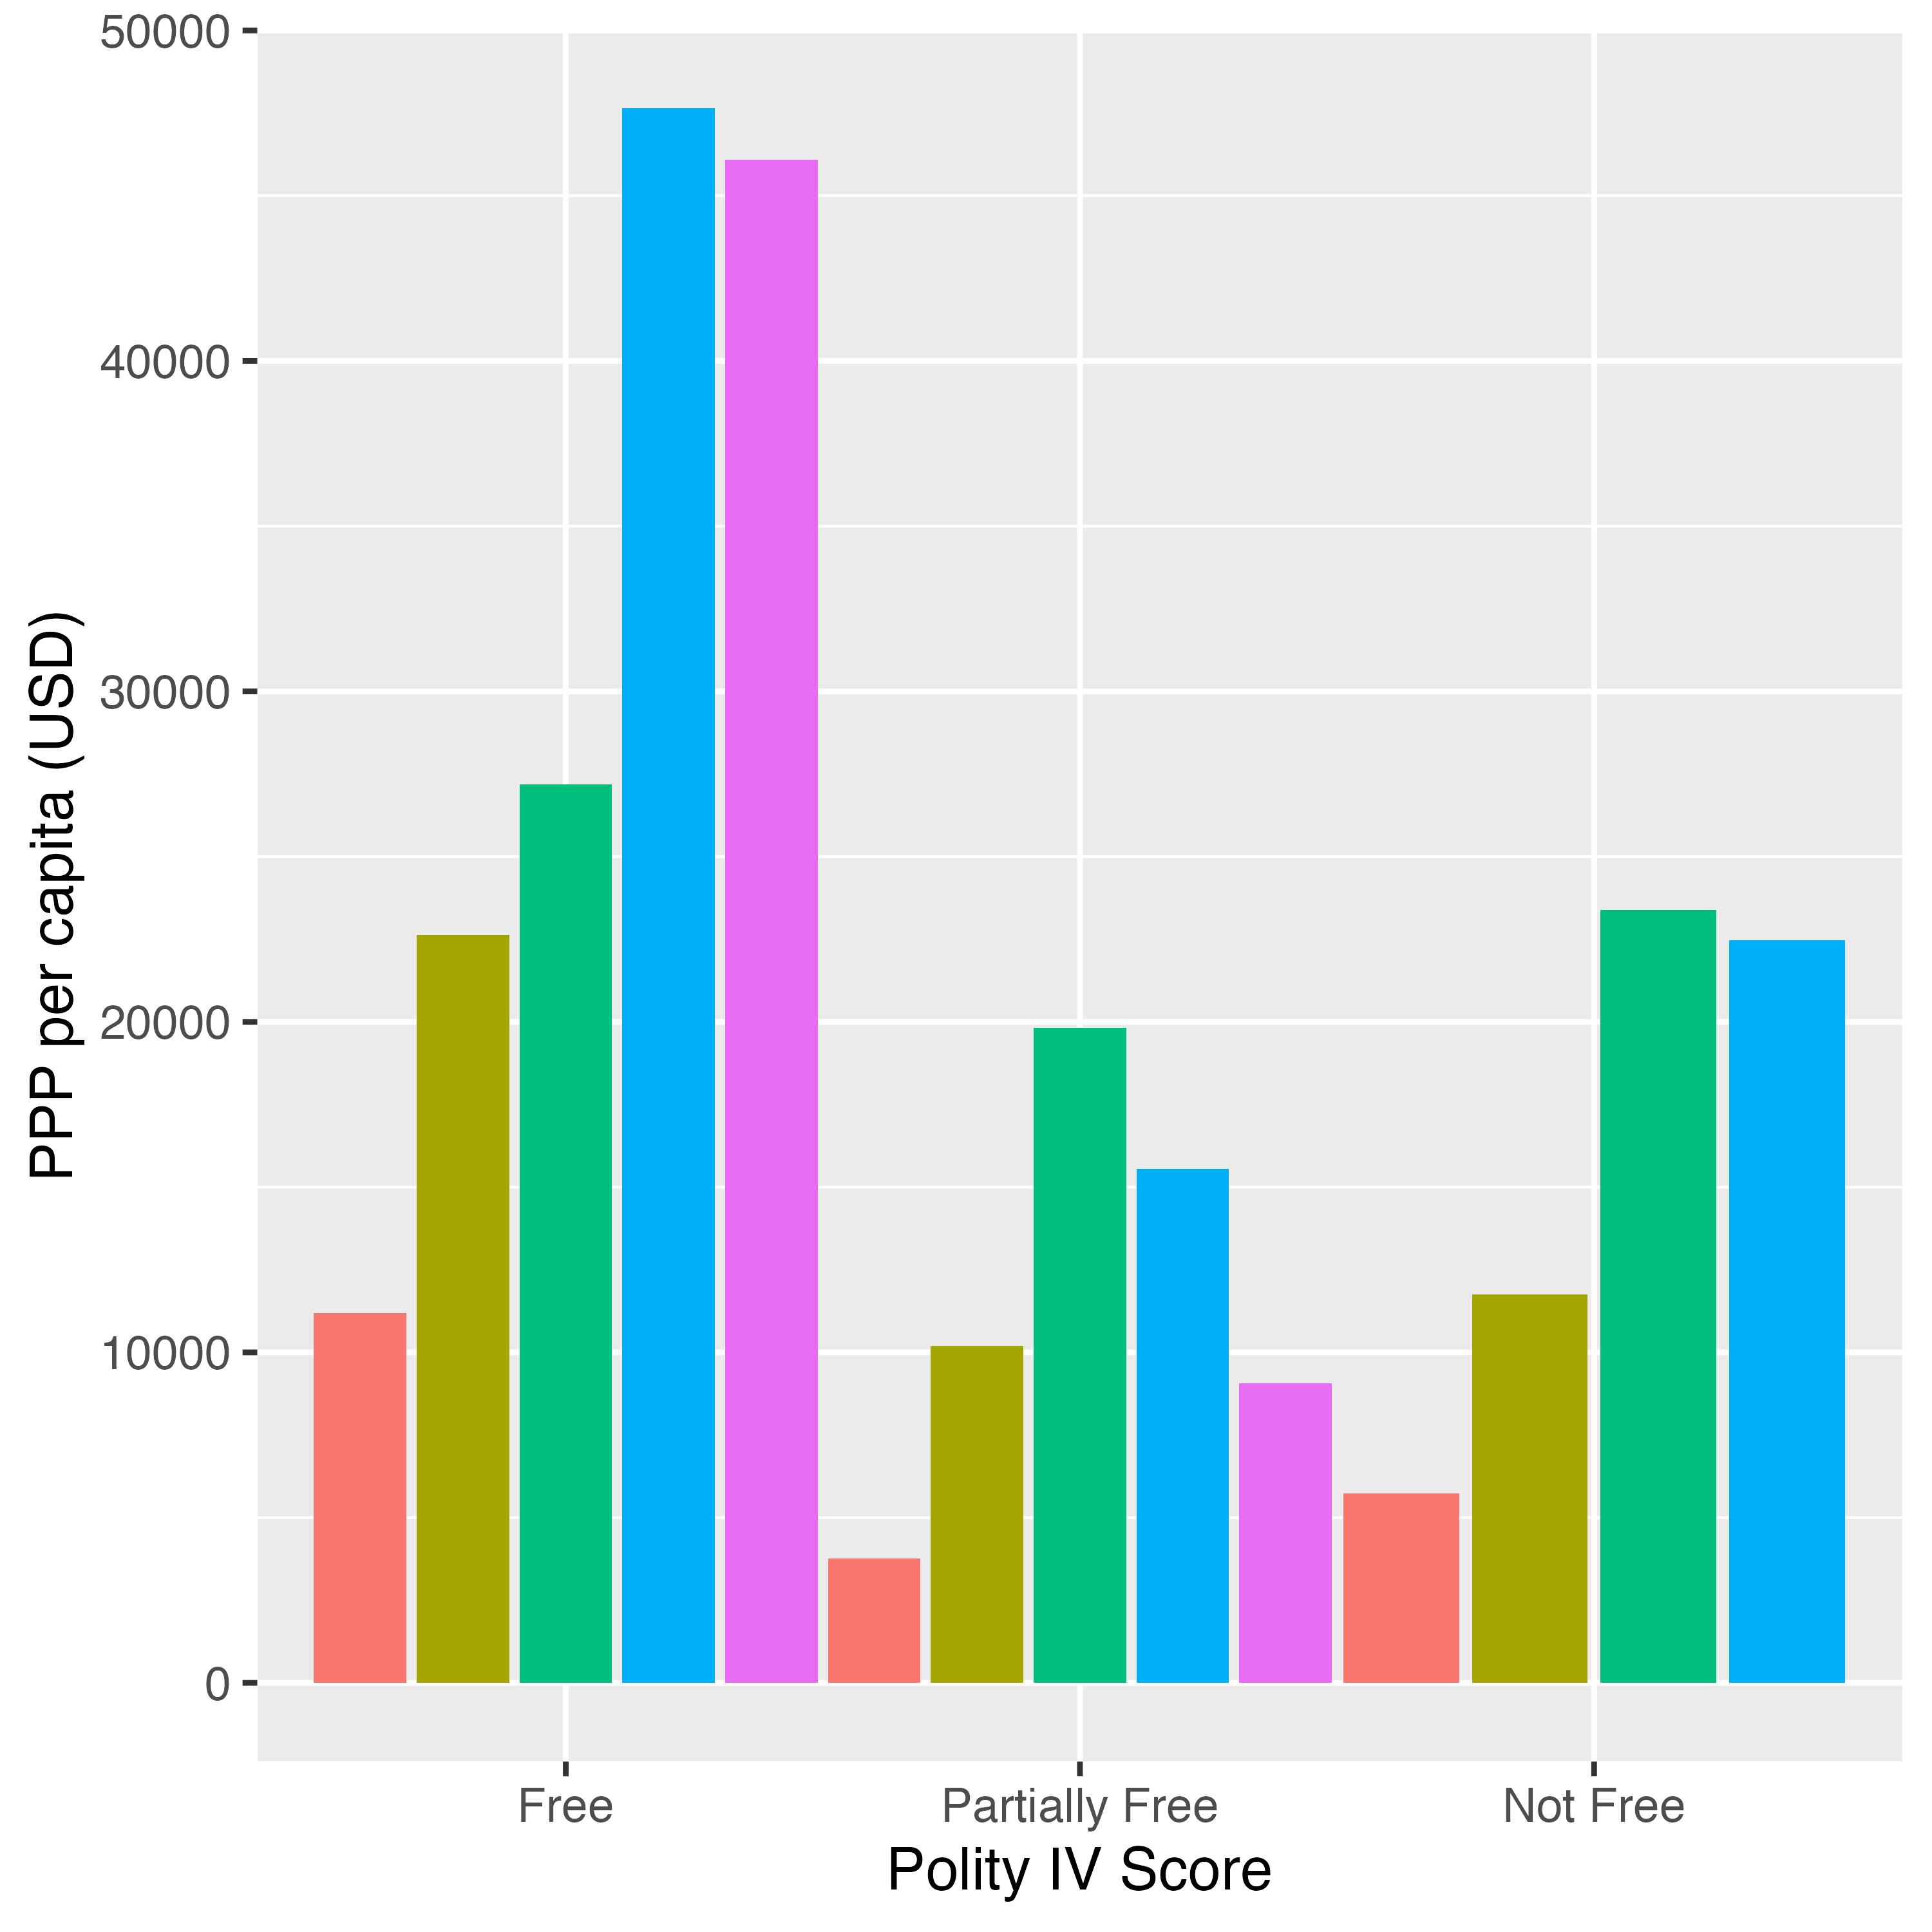 50000
40000
30000
20000
10000
0
PPP per capita (USD)
Free
Partially Free
Not Free
Polity IV Score